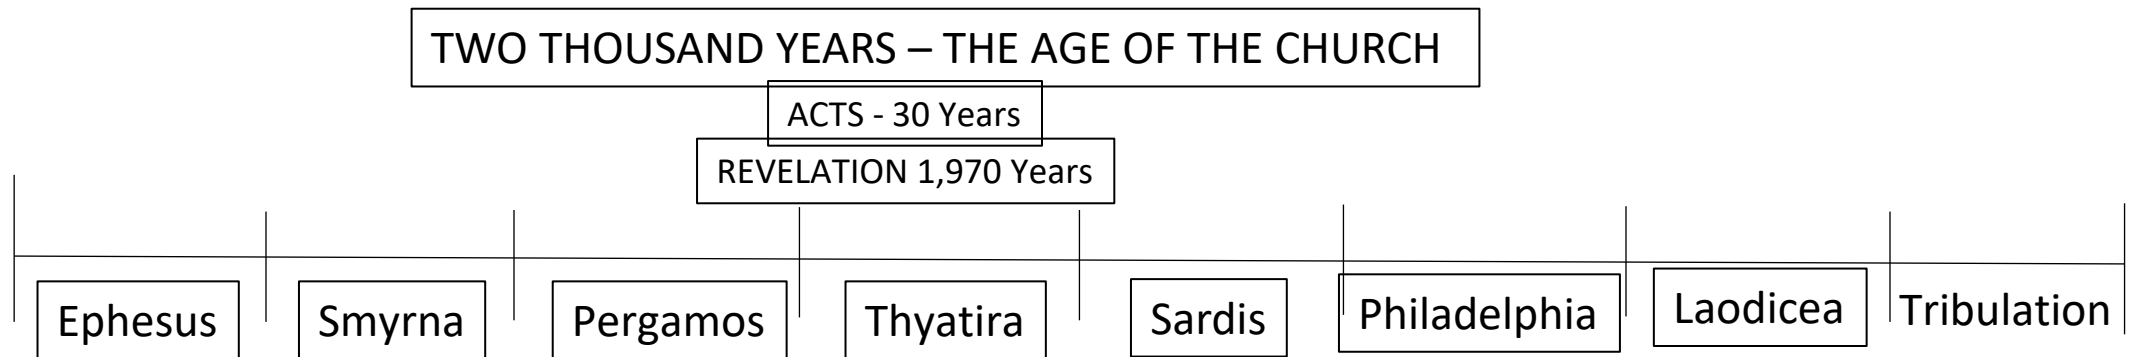 TWO THOUSAND YEARS – THE AGE OF THE CHURCH
ACTS - 30 Years
REVELATION 1,970 Years
Ephesus Smyrna Pergamos Thyatira Sardis Philadelphia Laodicea Tribulation